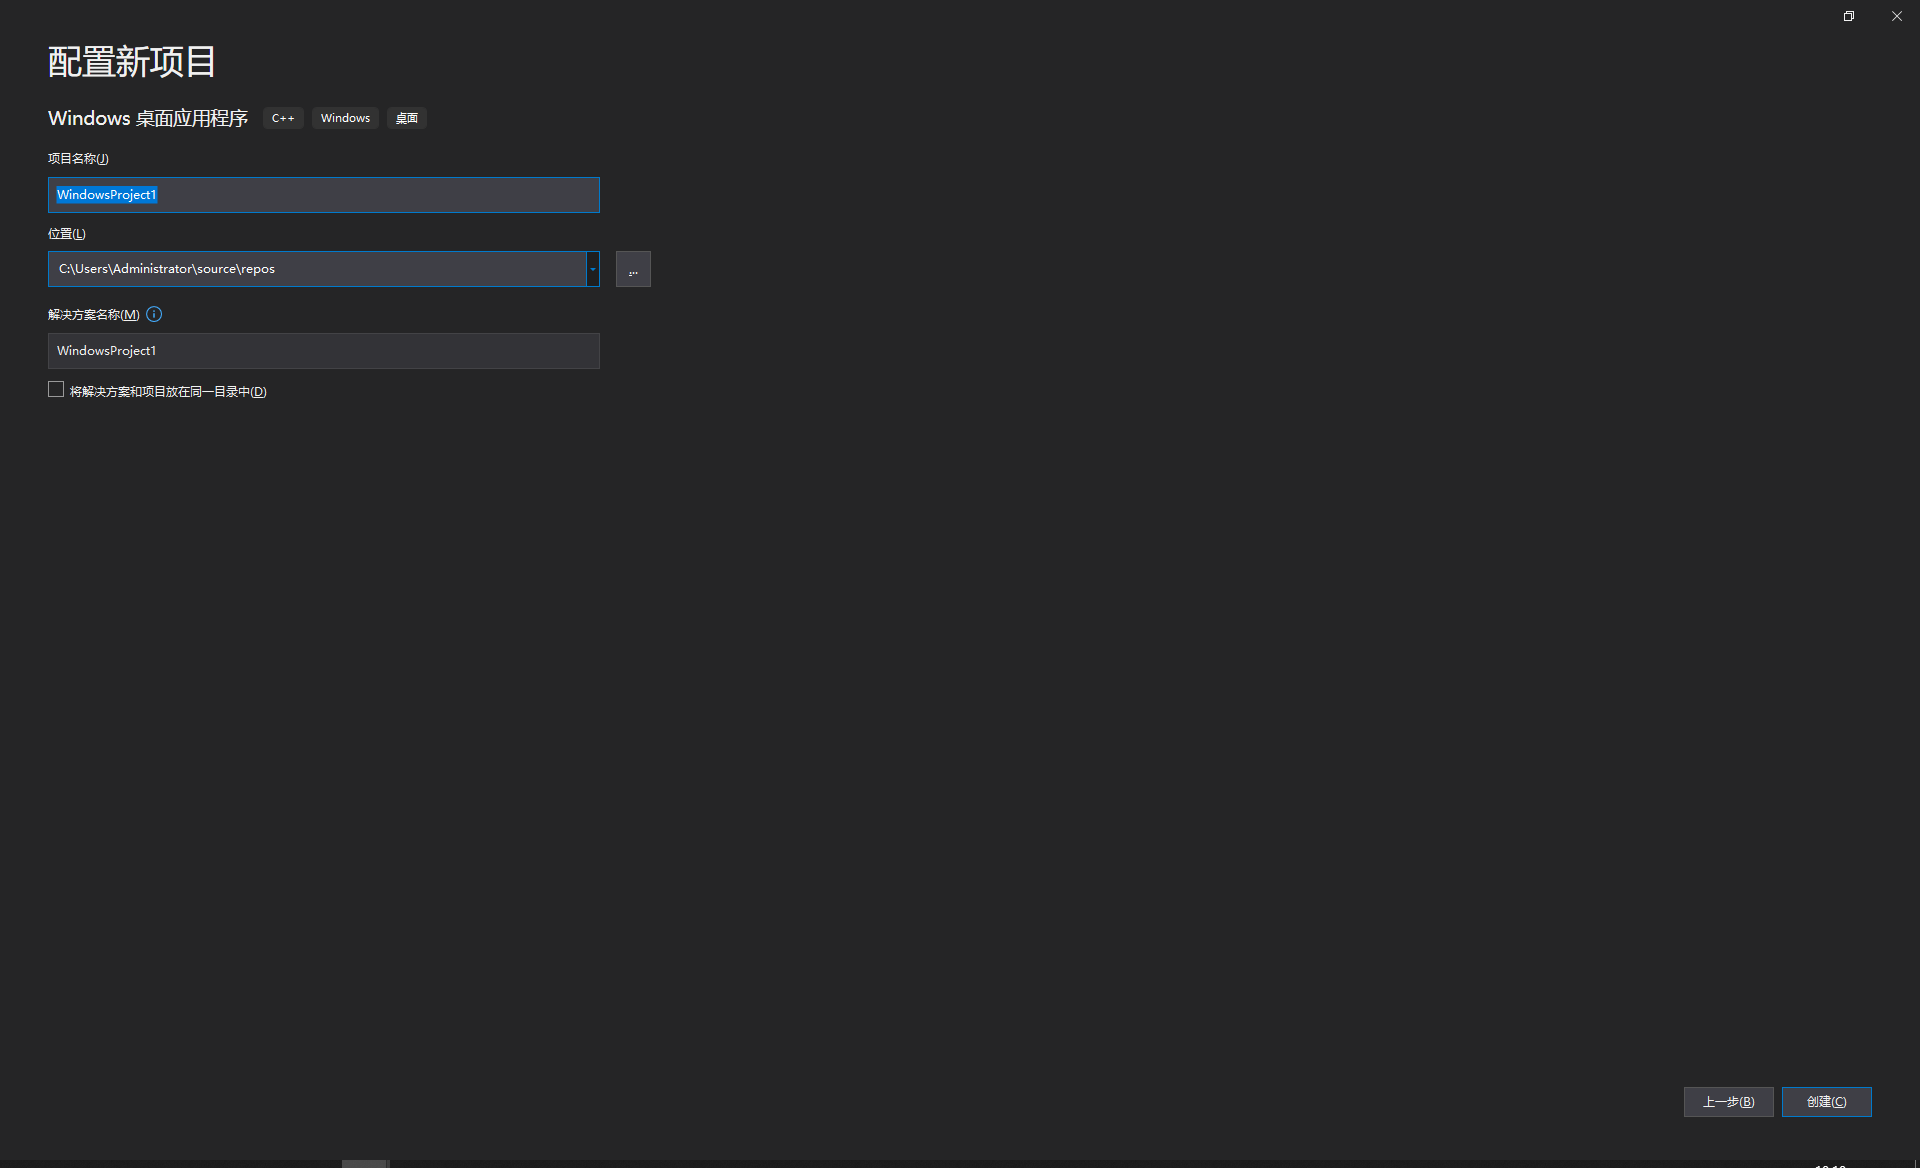 配置新项目
Windows 桌面应用程序 C++ Windows 桌面
项目名称(J)
WindowsProject1
位置(L)
C:\Users\Administrator\source\repos
...
解决方案名称(M)
WindowsProject1
将解决方案和项目放在同一目录中(D)
上一步(B) 创建(C)